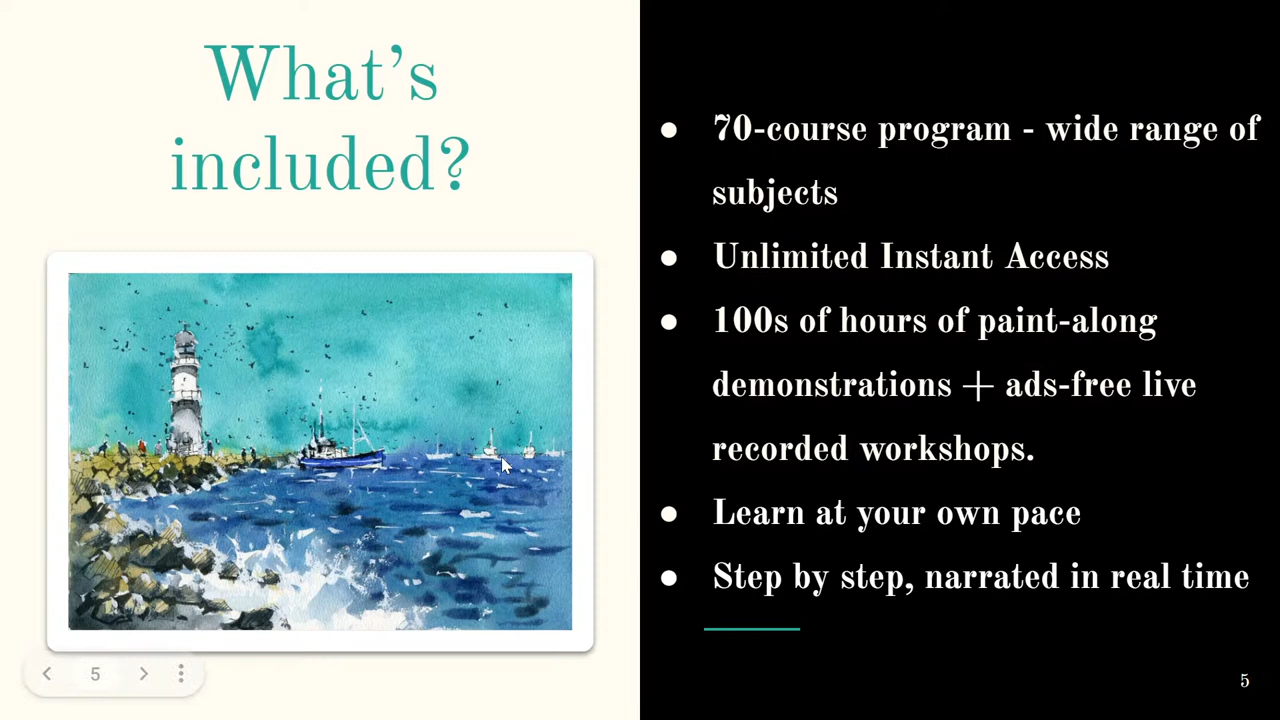 What's
included?
● 70-course program - wide range of
subjects
● Unlimited Instant Access
● 100s of hours of paint-along
demonstrations + ads-free live
recorded workshops.
● Learn at your own pace
● Step by step, narrated in real time
5
5